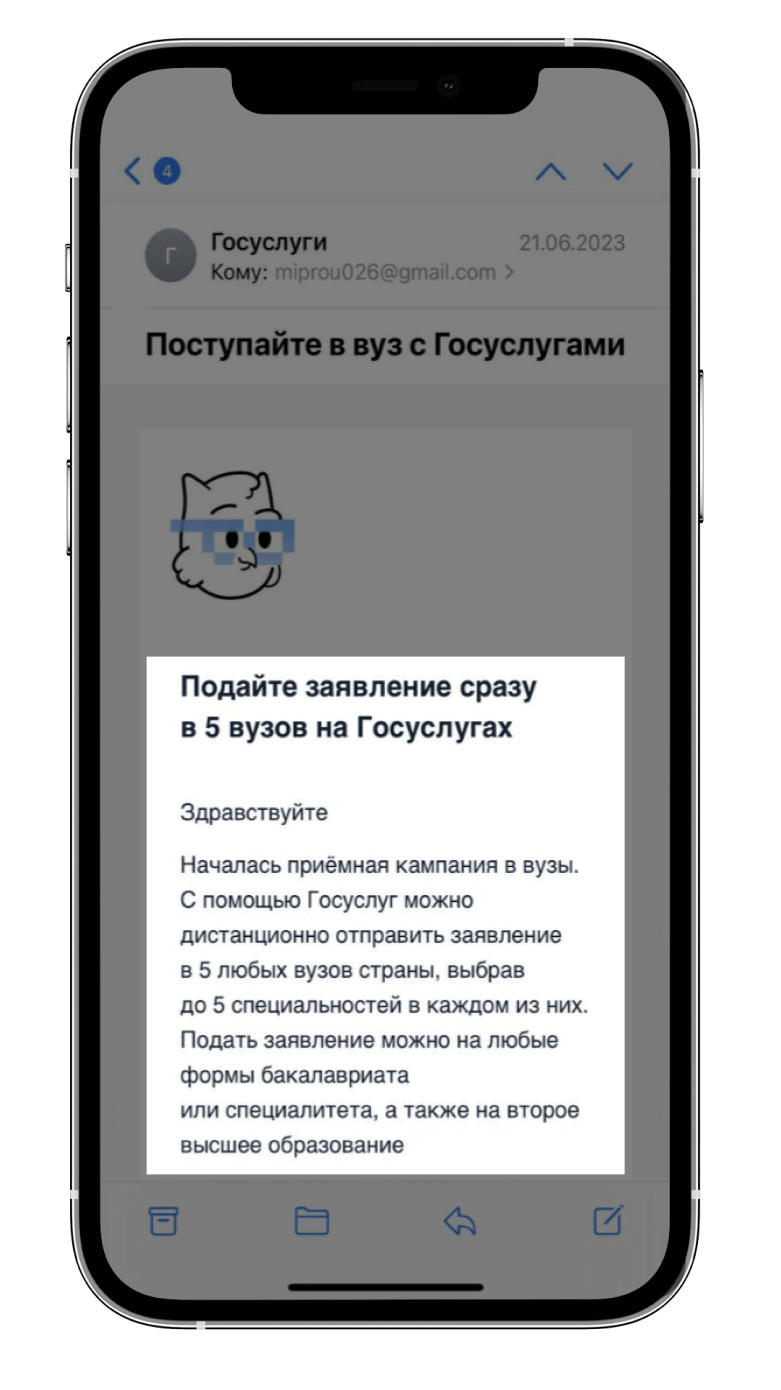 4
Госуслуги
21.06.2023
Г
Кому: miprou026@gmail.com >
Поступайте в вуз с Госуслугами
Подайте заявление сразу
в 5 вузов на Госуслугах
Здравствуйте
Началась приёмная кампания в вузы.
С помощью Госуслуг можно
дистанционно отправить заявление
в 5 любых вузов страны, выбрав
до 5 специальностей в каждом из них.
Подать заявление можно на любые
формы бакалавриата
или специалитета, а также на второе
высшее образование